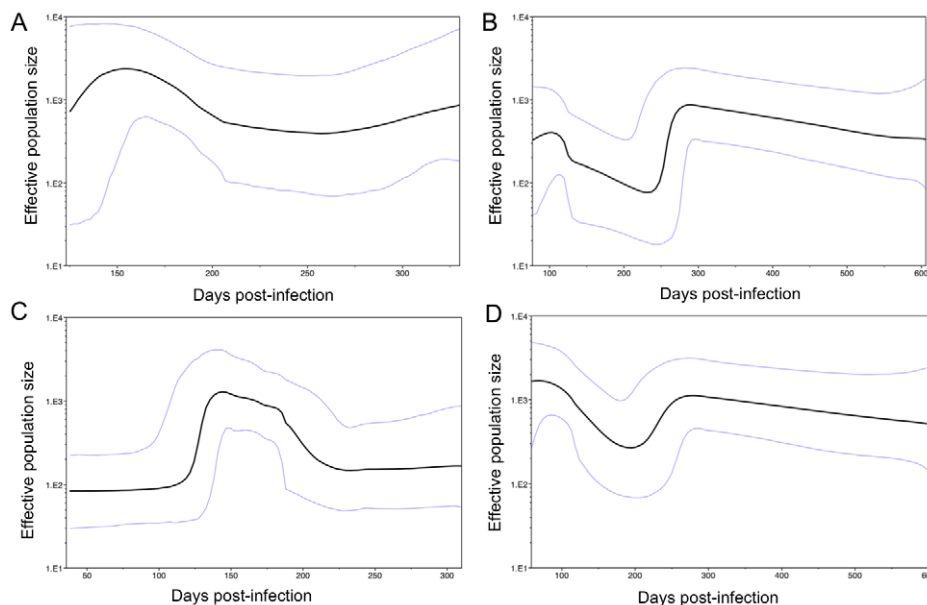 A
Effective population size
1.E4
1.E3
1.E2
1.E1
150
200
250
300
Days post-infection
B
Effective population size
1.E4
1.E3
1.E2
1.E1
100
200
300
400
500
600
Days post-infection
C
Effective population size
1.E4
1.E3
1.E2
1.E1
50
100
150
200
250
300
Days post-infection
D
Effective population size
1.E4
1.E3
1.E2
1.E1
100
200
300
400
500
600
Days post-infection